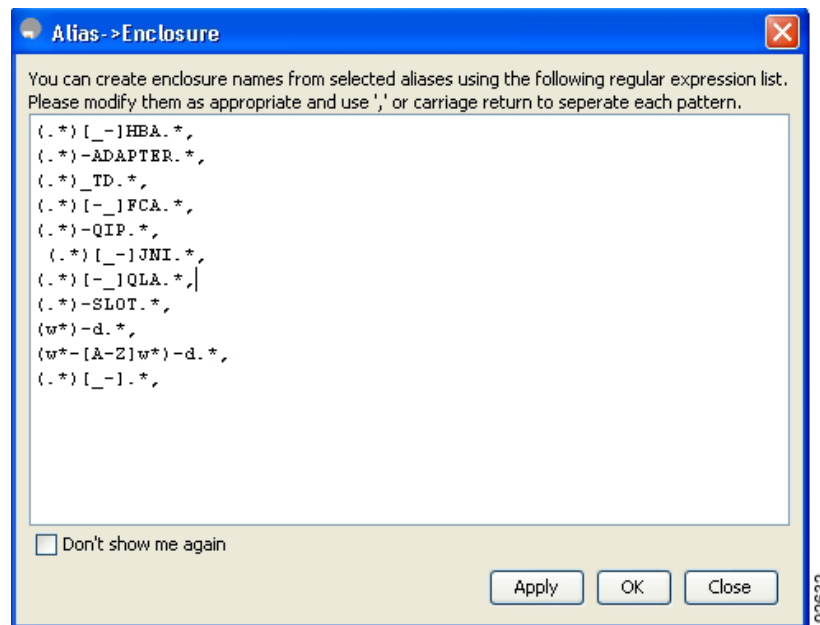 Alias->Enclosure
You can create enclosure names from selected aliases using the following regular expression list.
Please modify them as appropriate and use ',' or carriage return to seperate each pattern.
(.*)[_-]HBA.*,
(.*)-ADAPTER.*,
(.*)_TD.*,
(.*)[-_]FCA.*,
(.*)-QIP.*,
(.*)[_-]JNI.*,
(.*)[-_]QLA.*,
(.*)-SLOT.*,
(w*)-d.*,
(w*-[A-Z]w*)-d.*,
(.*)[_-].*,
Don't show me again
Apply OK Close